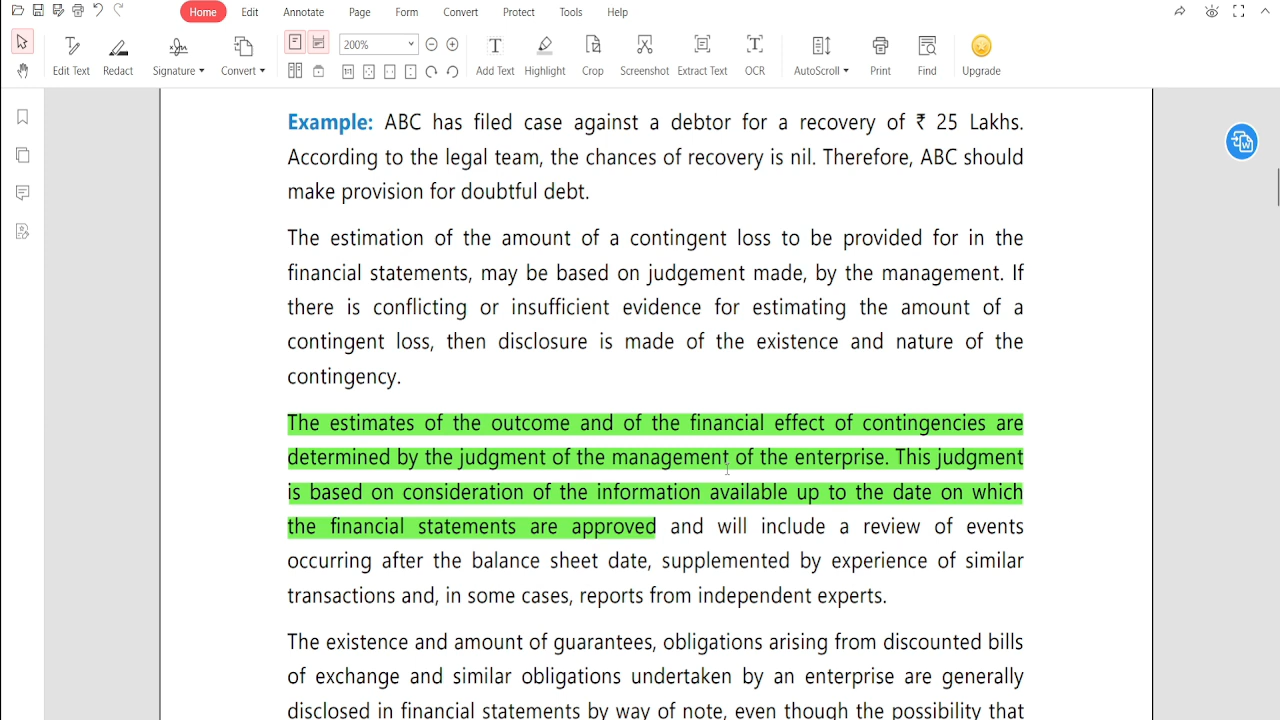 Home Edit Annotate Page Form Convert Protect Tools Help
200%
Edit Text Redact Signature Convert Add Text Highlight Crop Screenshot Extract Text OCR AutoScroll Print Find Upgrade
Example: ABC has filed case against a debtor for a recovery of ₹ 25 Lakhs.
According to the legal team, the chances of recovery is nil. Therefore, ABC should
make provision for doubtful debt.
The estimation of the amount of a contingent loss to be provided for in the
financial statements, may be based on judgement made, by the management. If
there is conflicting or insufficient evidence for estimating the amount of a
contingent loss, then disclosure is made of the existence and nature of the
contingency.
The estimates of the outcome and of the financial effect of contingencies are
determined by the judgment of the management of the enterprise. This judgment
is based on consideration of the information available up to the date on which
the financial statements are approved and will include a review of events
occurring after the balance sheet date, supplemented by experience of similar
transactions and, in some cases, reports from independent experts.
The existence and amount of guarantees, obligations arising from discounted bills
of exchange and similar obligations undertaken by an enterprise are generally
disclosed in financial statements by way of note, even though the possibility that